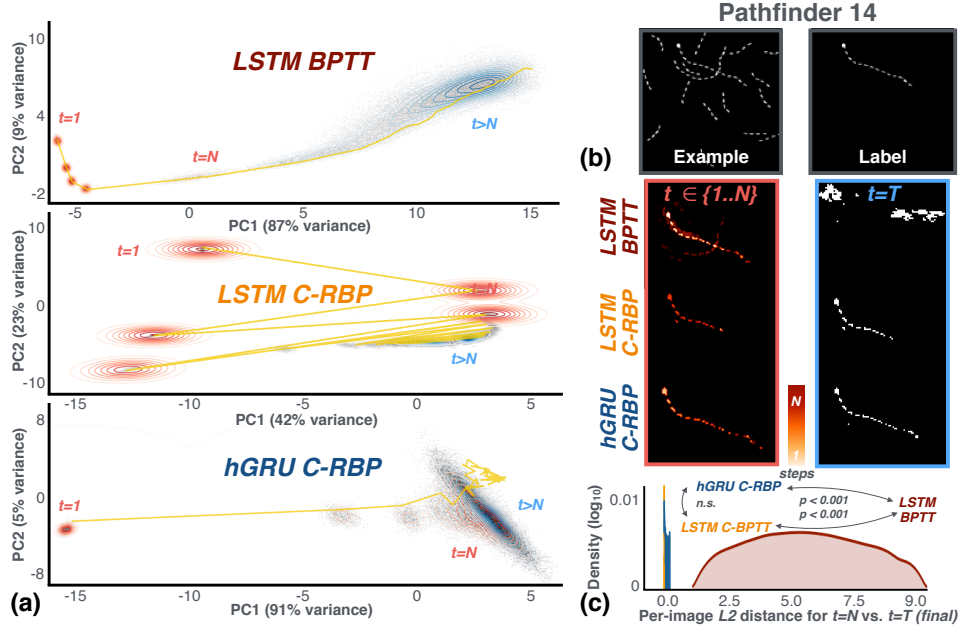 Pathfinder 14
(a)
LSTM BPTT
PC2 (9% variance)
10
4
-2
t=1
t=N
t>N
-5
0
5
10
15
PC1 (87% variance)
LSTM C-RBP
PC2 (23% variance)
10
0
-10
t=1
t=N
t>N
-15
-10
-5
0
5
PC1 (42% variance)
hGRU C-RBP
PC2 (5% variance)
8
0
-8
t=1
t=N
t>N
-15
-10
-5
0
5
PC1 (91% variance)
(b)
Example
Label
t ∈ {1..N}
t=T
LSTM
BPTT
LSTM
C-RBP
hGRU
C-RBP
N
1
steps
(c)
Density (log10)
0.01
0
hGRU C-RBP
n.s.
LSTM C-BPTT
p < 0.001
p < 0.001
LSTM
BPTT
0.0
2.5
5.0
7.5
9.0
Per-image L2 distance for t=N vs. t=T (final)